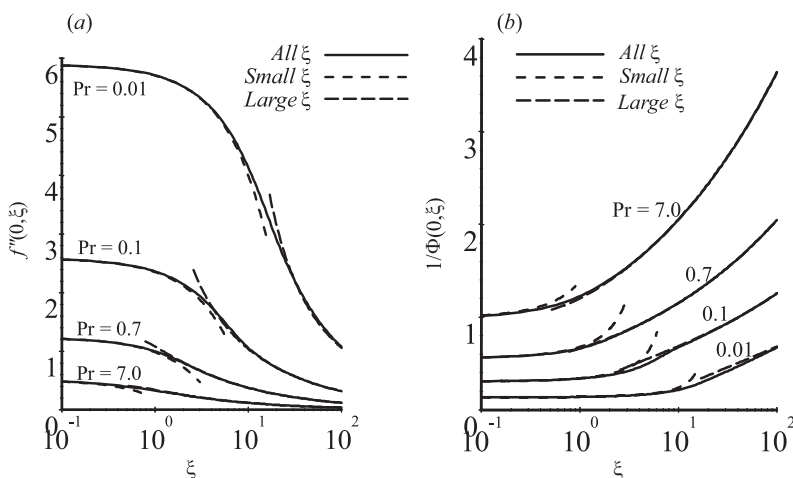 (a)
All ξ
Small ξ
Large ξ
6
5
4
3
2
1
0
Pr = 0.01
Pr = 0.1
Pr = 0.7
Pr = 7.0
f''(0,ξ)
10⁻¹ 10⁰ 10¹ 10²
ξ
(b)
All ξ
Small ξ
Large ξ
4
3
2
1
0
Pr = 7.0
0.7
0.1
0.01
1/Φ(0,ξ)
10⁻¹ 10⁰ 10¹ 10²
ξ